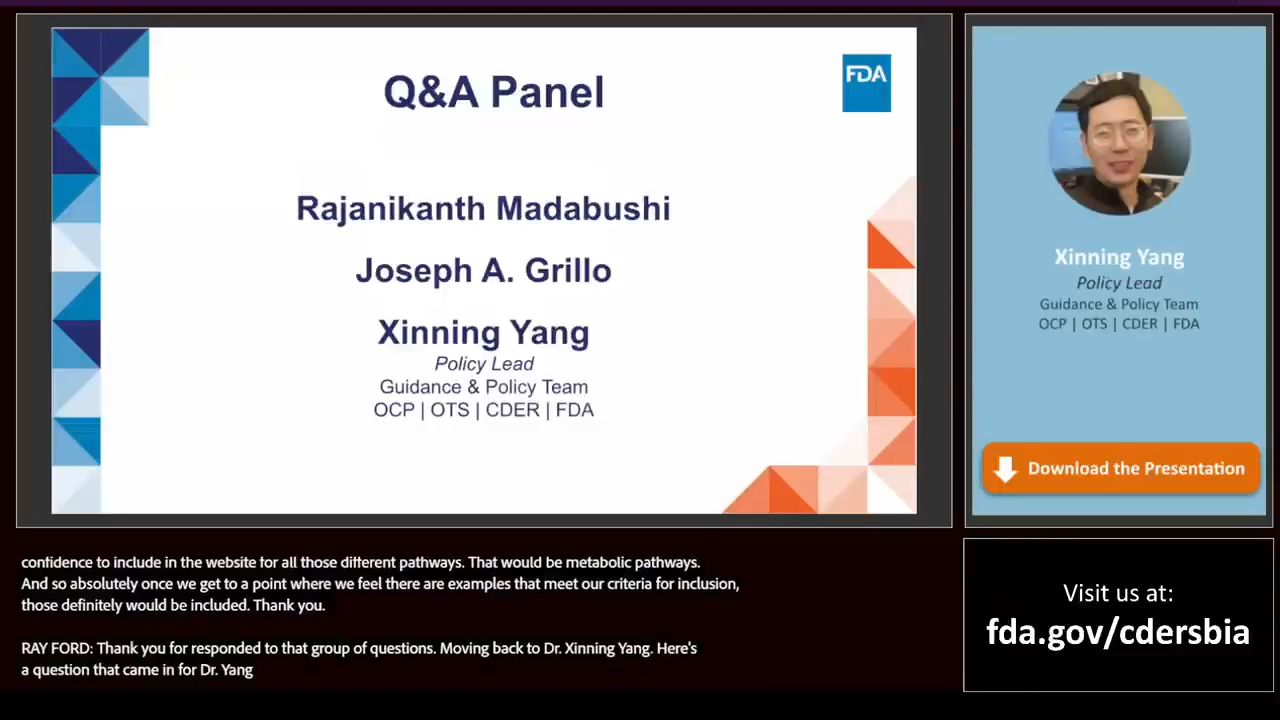 Q&A Panel
FDA
Rajanikanth Madabushi
Joseph A. Grillo
Xinning Yang
Policy Lead
Guidance & Policy Team
OCP | OTS | CDER | FDA
Xinning Yang
Policy Lead
Guidance & Policy Team
OCP | OTS | CDER | FDA
Download the Presentation
confidence to include in the website for all those different pathways. That would be metabolic pathways.
And so absolutely once we get to a point where we feel there are examples that meet our criteria for inclusion,
those definitely would be included. Thank you.
RAY FORD: Thank you for responded to that group of questions. Moving back to Dr. Xinning Yang. Here's
a question that came in for Dr. Yang
Visit us at:
fda.gov/cdersbia